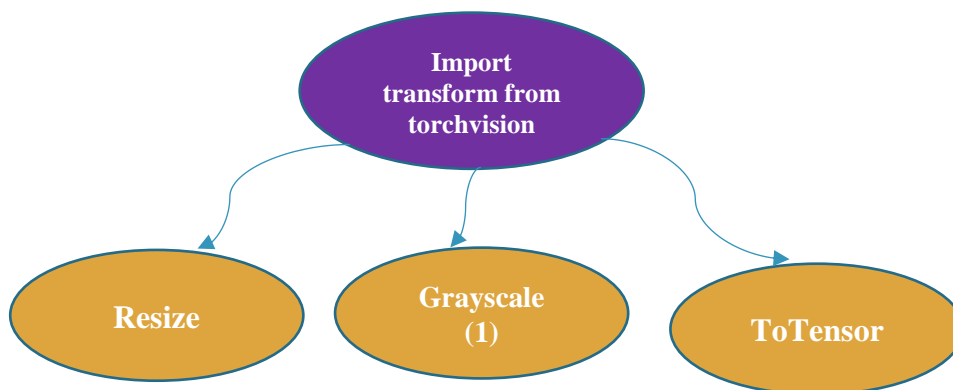 Import
transform from
torchvision
Resize
Grayscale
(1)
ToTensor